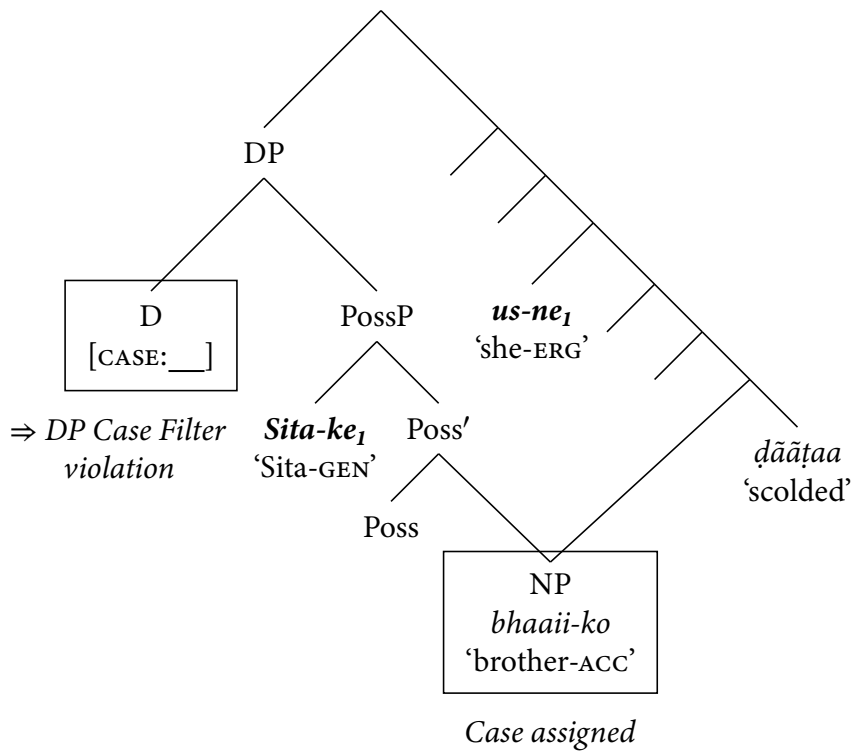 DP
D
[CASE:__]
⇒ DP Case Filter
violation
PossP
Sita-ke₁
‘Sita-GEN’
Poss′
Poss
us-ne₁
‘she-ERG’
ḍããṭaa
‘scolded’
NP
bhaaii-ko
‘brother-ACC’
Case assigned